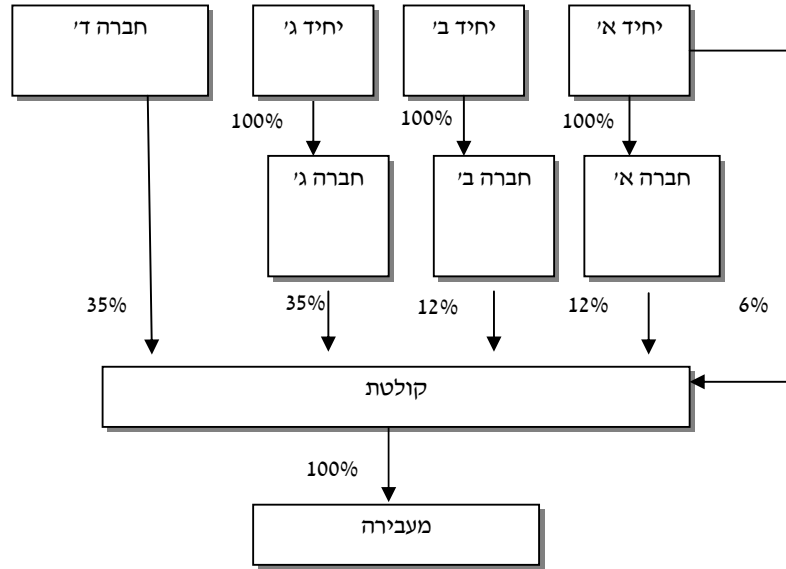 יחיד א'
יחיד ב'
יחיד ג'
חברה ד'
100%
100%
100%
חברה א'
חברה ב'
חברה ג'
6%
12%
12%
35%
35%
קולטת
100%
מעבירה